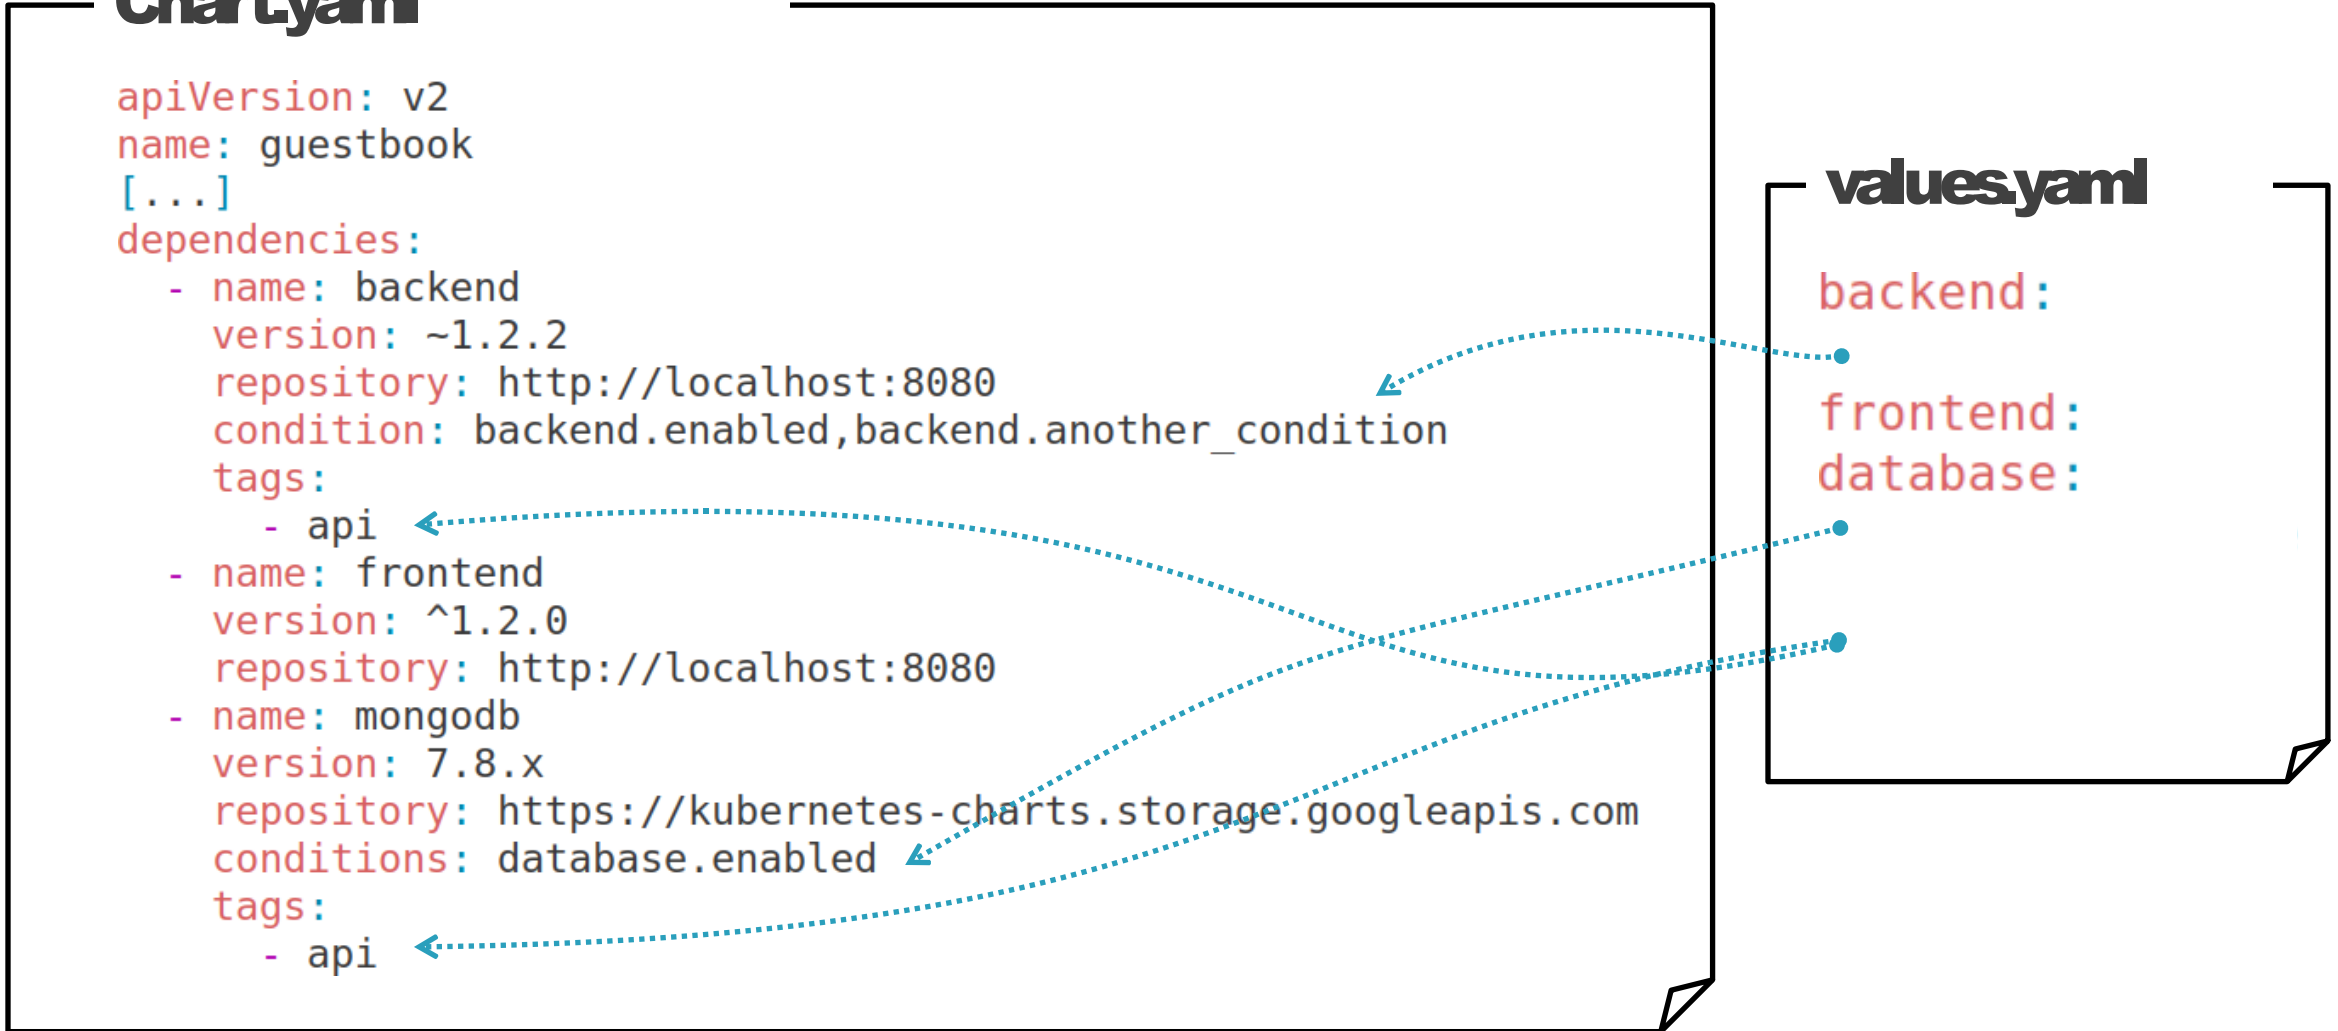 Chart.yaml
apiVersion: v2
name: guestbook
[...]
dependencies:
- name: backend
version: ~1.2.2
repository: http://localhost:8080
condition: backend.enabled,backend.another_condition
tags:
- api
- name: frontend
version: ^1.2.0
repository: http://localhost:8080
- name: mongodb
version: 7.8.x
repository: https://kubernetes-charts.storage.googleapis.com
conditions: database.enabled
tags:
- api
values.yaml
backend:
frontend:
database: